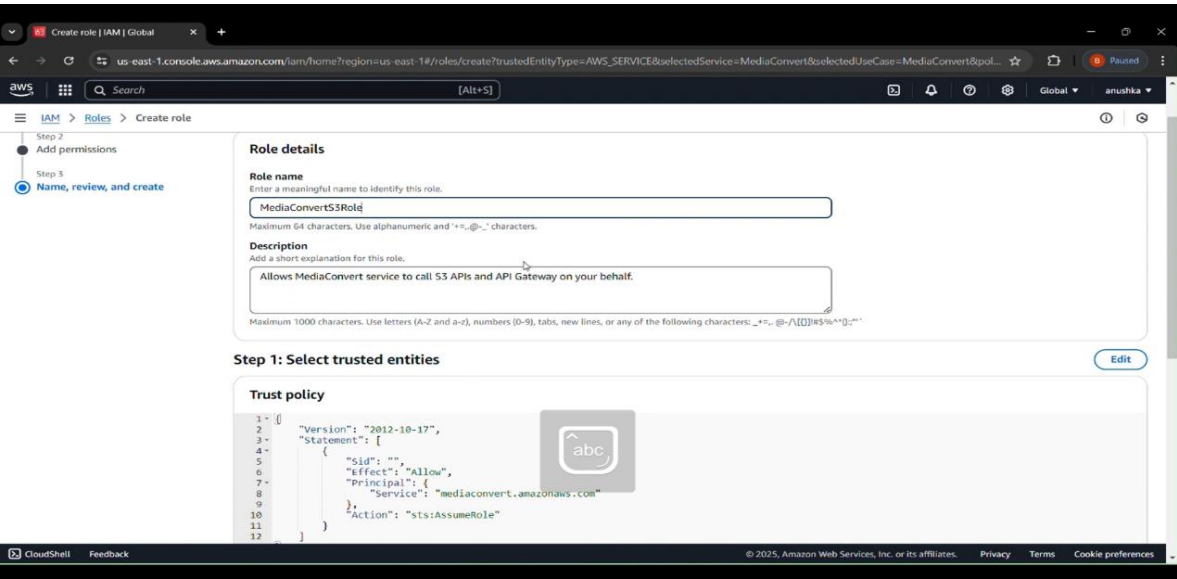 Create role | IAM | Global
us-east-1.console.aws.amazon.com/iam/home?region=us-east-1#/roles/create?trustedEntityType=AWS_SERVICE&selectedService=MediaConvert&selectedUseCase=MediaConvert&pol...
B Paused
aws
Search [Alt+S]
Global
anushka
IAM > Roles > Create role
Step 2
Add permissions
Step 3
Name, review, and create
Role details
Role name
Enter a meaningful name to identify this role.
MediaConvertS3Role
Maximum 64 characters. Use alphanumeric and '+=,.@-_' characters.
Description
Add a short explanation for this role.
Allows MediaConvert service to call S3 APIs and API Gateway on your behalf.
Maximum 1000 characters. Use letters (A-Z and a-z), numbers (0-9), tabs, new lines, or any of the following characters:
Step 1: Select trusted entities
Edit
Trust policy
1 {
2 "Version": "2012-10-17",
3 "Statement": [
4 {
5 "Sid": "",
6 "Effect": "Allow",
7 "Principal": {
8 "Service": "mediaconvert.amazonaws.com"
9 },
10 "Action": "sts:AssumeRole"
11 }
12 ]
abc
CloudShell Feedback
© 2025, Amazon Web Services, Inc. or its affiliates. Privacy Terms Cookie preferences